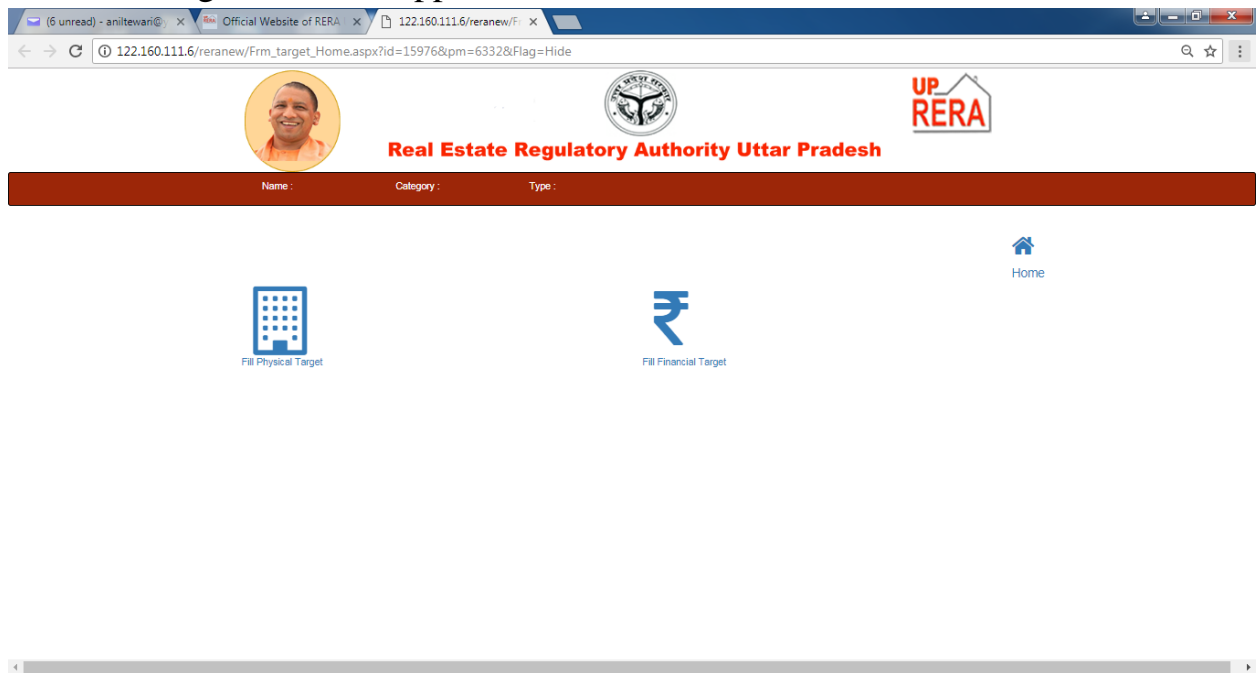 (6 unread) - aniltewari@
Official Website of RERA
122.160.111.6/reranew/Fr
122.160.111.6/reranew/Frm_target_Home.aspx?id=15976&pm=6332&Flag=Hide
UP
RERA
Real Estate Regulatory Authority Uttar Pradesh
Name :
Category :
Type :
Home
Fill Physical Target
Fill Financial Target